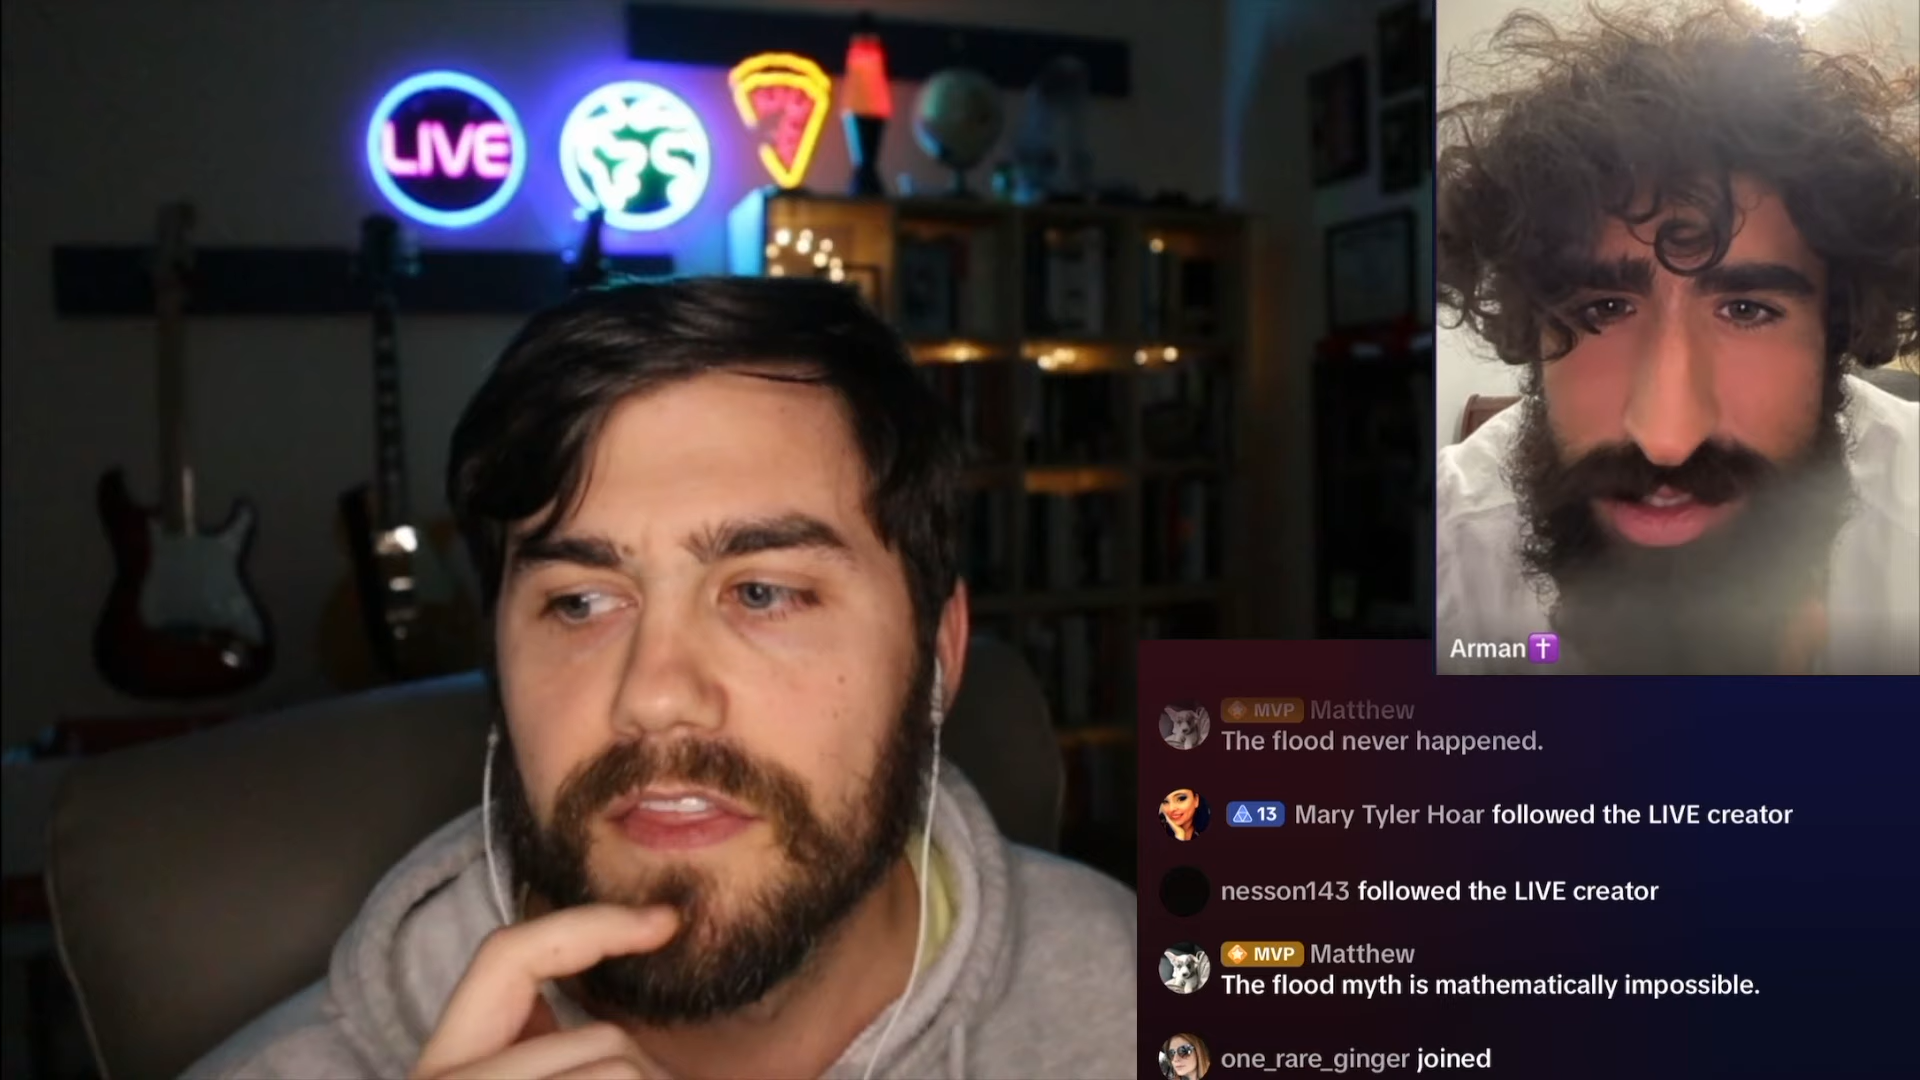 LIVE
Arman
MVP Matthew
The flood never happened.
13 Mary Tyler Hoar followed the LIVE creator
nesson143 followed the LIVE creator
MVP Matthew
The flood myth is mathematically impossible.
one_rare_ginger joined